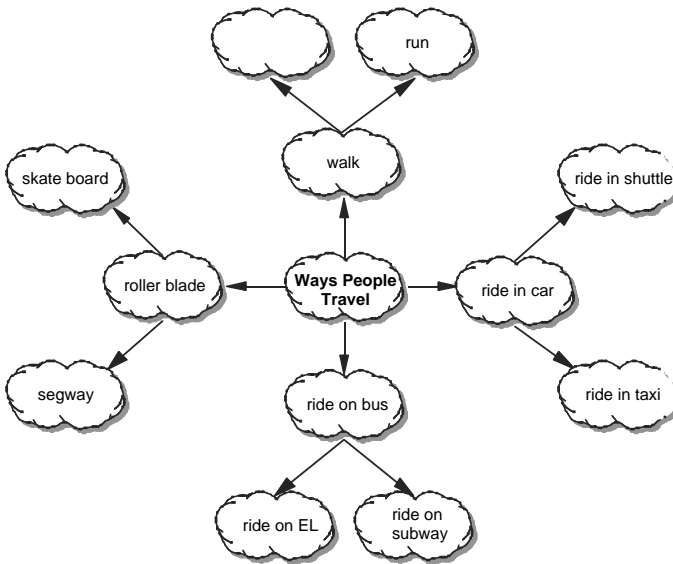 run
walk
skate board
ride in shuttle
roller blade
Ways People
Travel
ride in car
segway
ride on bus
ride in taxi
ride on EL
ride on
subway